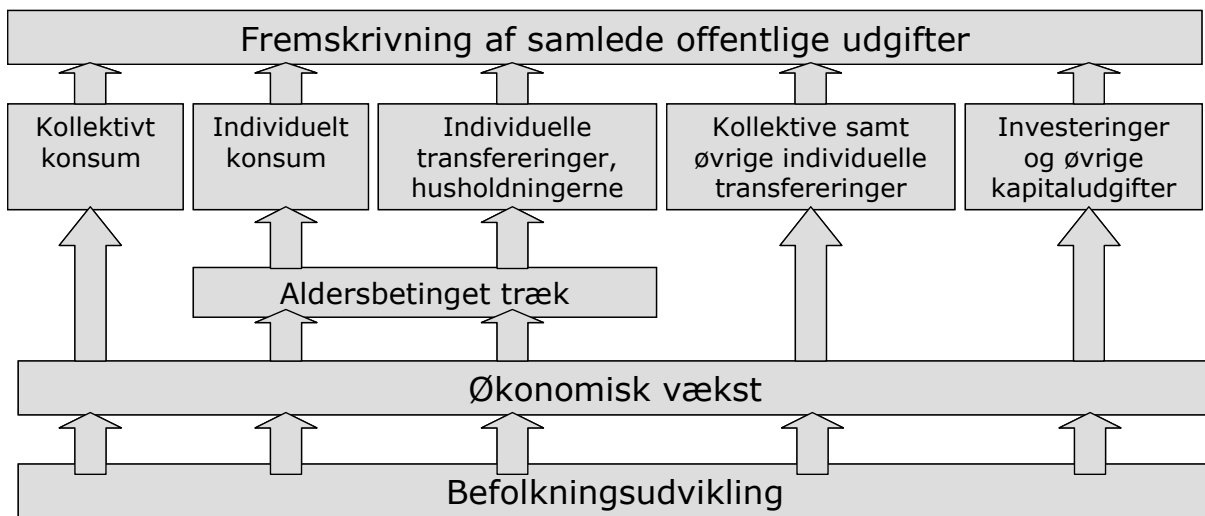 Fremskrivning af samlede offentlige udgifter
Kollektivt
konsum
Individuelt
konsum
Individuelle
transfereringer,
husholdningerne
Kollektive samt
øvrige individuelle
transfereringer
Investeringer
og øvrige
kapitaludgifter
Aldersbetinget træk
Økonomisk vækst
Befolkningsudvikling